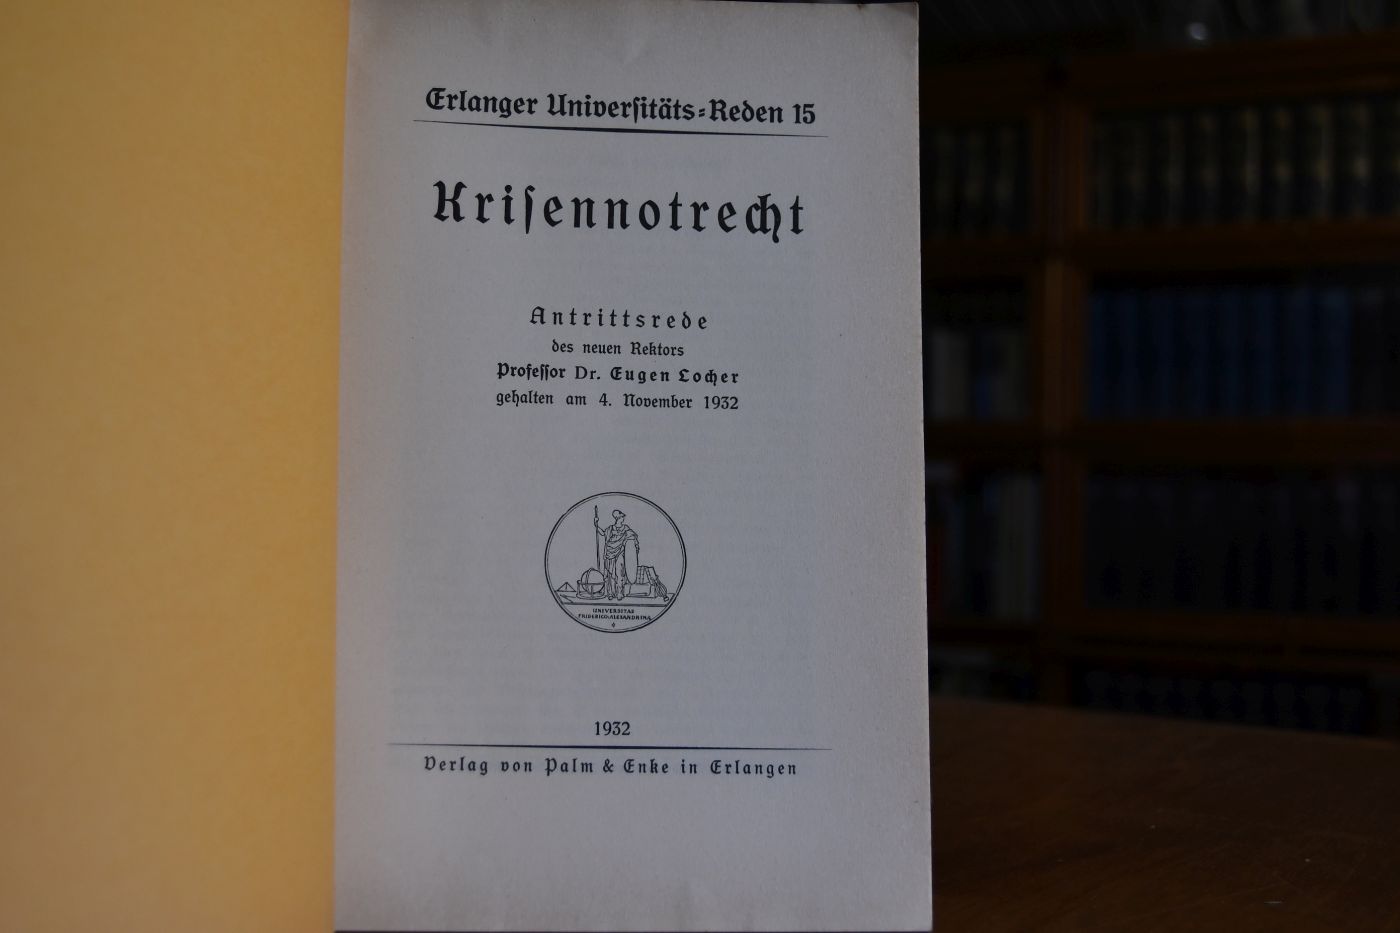 Erlanger Univerſitäts-Reden 15
Kriſennotrecht
Antrittsrede
des neuen Rektors
Profeſſor Dr. Eugen Locher
gehalten am 4. November 1932
UNIVERSITAS
FRIDERICO-ALEXANDRINA
1932
Verlag von Palm & Enke in Erlangen